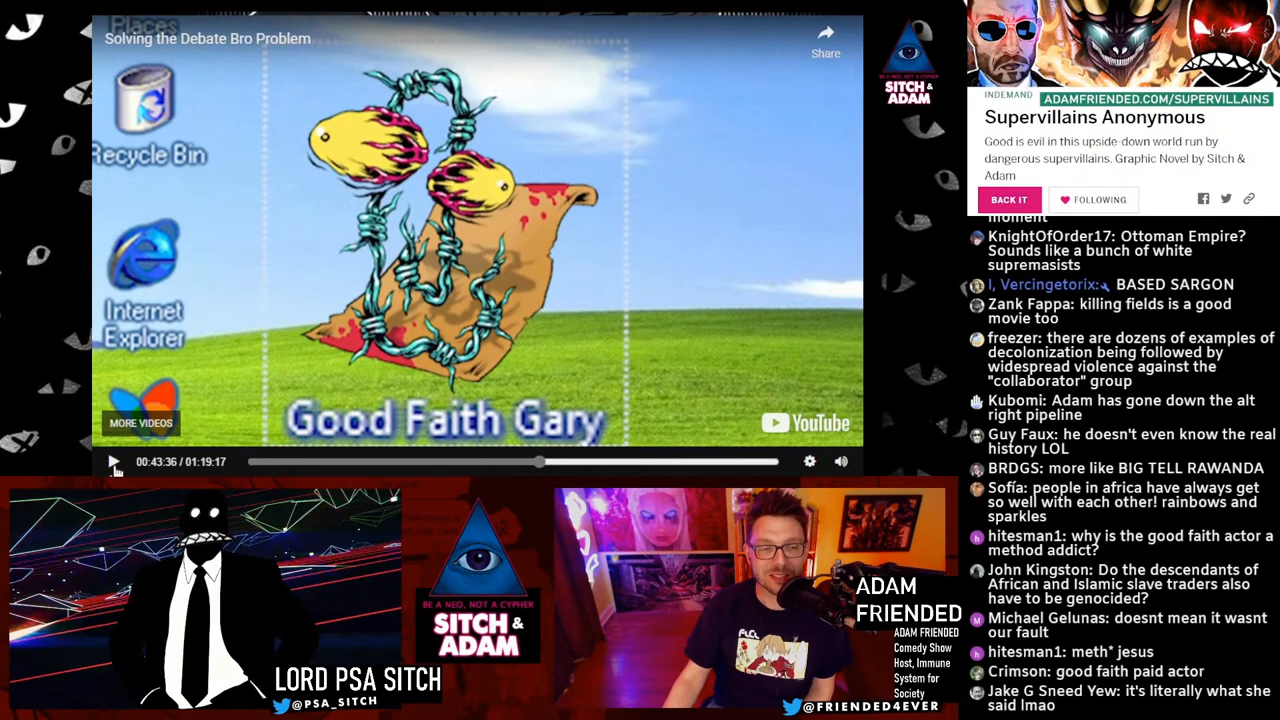 Places
Solving the Debate Bro Problem
Share
Recycle Bin
Internet
Explorer
Good Faith Gary
MORE VIDEOS
YouTube
00:43:36 / 01:19:17
BE A NEO, NOT A CYPHER
SITCH &
ADAM
INDEMAND
ADAMFRIENDED.COM/SUPERVILLAINS
Supervillains Anonymous
Good is evil in this upside-down world run by
dangerous supervillains. Graphic Novel by Sitch &
Adam
BACK IT
FOLLOWING
moment
KnightOfOrder17: Ottoman Empire?
Sounds like a bunch of white
supremasists
I, Vercingetorix: BASED SARGON
Zank Fappa: killing fields is a good
movie too
freezer: there are dozens of examples of
decolonization being followed by
widespread violence against the
"collaborator" group
Kubomi: Adam has gone down the alt
right pipeline
Guy Faux: he doesn't even know the real
history LOL
BRDGS: more like BIG TELL RAWANDA
Sofía: people in africa have always get
so well with each other! rainbows and
sparkles
hitesman1: why is the good faith actor a
method addict?
John Kingston: Do the descendants of
African and Islamic slave traders also
have to be genocided?
Michael Gelunas: doesnt mean it wasnt
our fault
hitesman1: meth* jesus
Crimson: good faith paid actor
Jake G Sneed Yew: it's literally what she
said lmao
LORD PSA SITCH
@PSA_SITCH
BE A NEO, NOT A CYPHER
SITCH &
ADAM
FLCL
ADAM
FRIENDED
ADAM FRIENDED
Comedy Show
Host, Immune
System for
Society
@FRIENDED4EVER